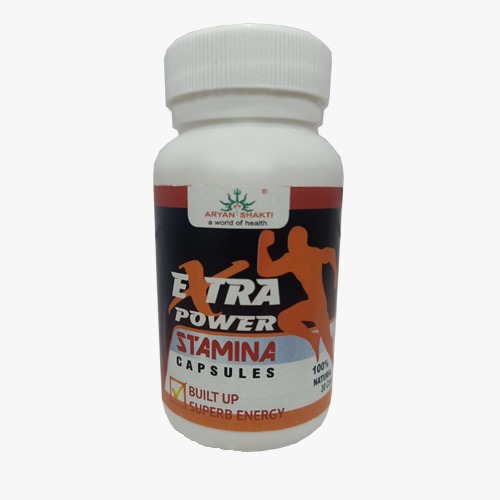 ®
ARYAN SHAKTI
a world of health
EXTRA
POWER
STAMINA
CAPSULES
100%
BUILT UP
SUPERB ENERGY